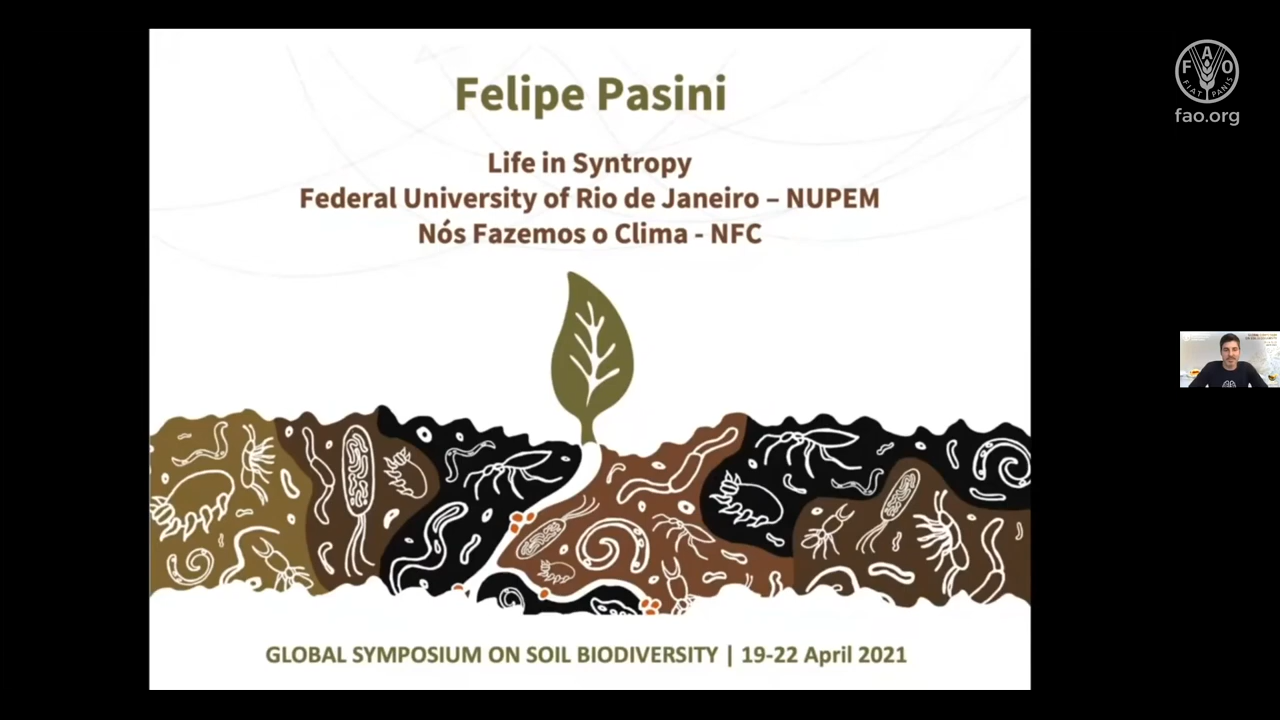 Felipe Pasini
Life in Syntropy
Federal University of Rio de Janeiro – NUPEM
Nós Fazemos o Clima - NFC
GLOBAL SYMPOSIUM ON SOIL BIODIVERSITY | 19-22 April 2021
F A O
FIAT PANIS
fao.org